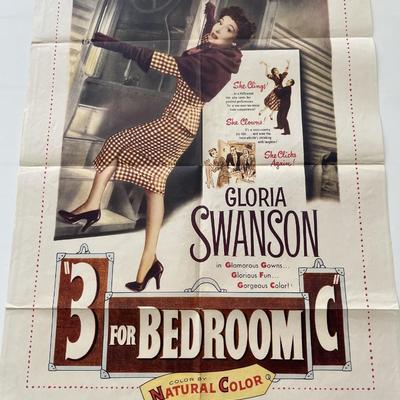 She Clings!
She Clowns!
She Clicks
Again!
GLORIA
SWANSON
in Glamorous Gowns...
Glorious Fun...
Gorgeous Color!
"3 FOR BEDROOM C"
COLOR BY
NATURAL COLOR